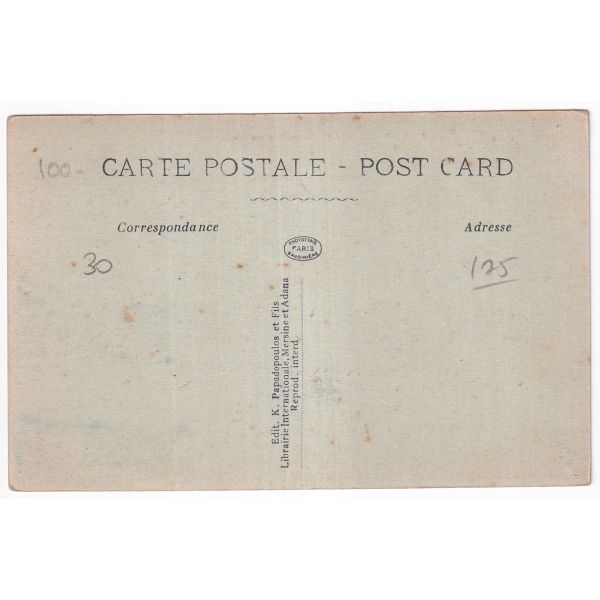 100-
CARTE POSTALE - POST CARD
Correspondance
Adresse
PHOTOTYPIE
PARIS
30
125
Edit. K. Papadopoulos et Fils
Librairie Internationale, Mersine et Adana
Reprod. interd.